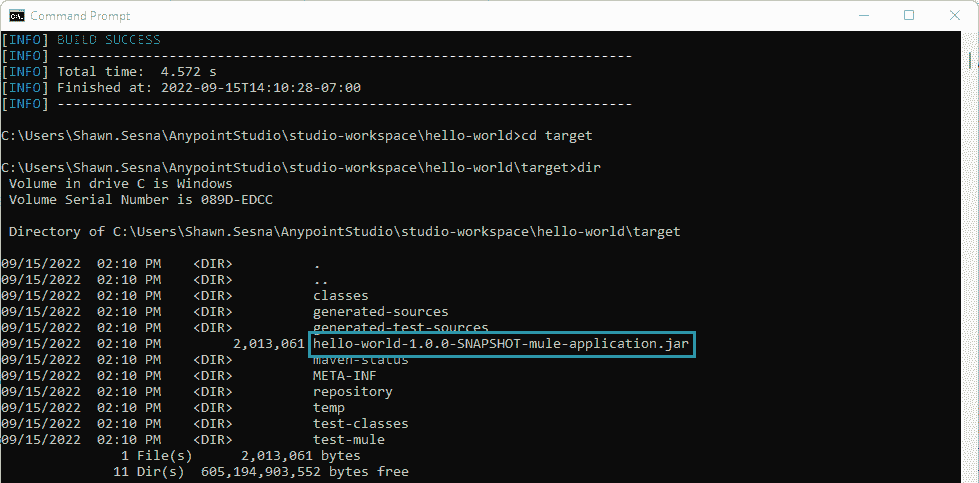 Command Prompt
[INFO] BUILD SUCCESS
[INFO] ------------------------------------------------------------------------
[INFO] Total time:  4.572 s
[INFO] Finished at: 2022-09-15T14:10:28-07:00
[INFO] ------------------------------------------------------------------------
C:\Users\Shawn.Sesna\AnypointStudio\studio-workspace\hello-world>cd target
C:\Users\Shawn.Sesna\AnypointStudio\studio-workspace\hello-world\target>dir
 Volume in drive C is Windows
 Volume Serial Number is 089D-EDCC
 Directory of C:\Users\Shawn.Sesna\AnypointStudio\studio-workspace\hello-world\target
09/15/2022  02:10 PM    <DIR>          .
09/15/2022  02:10 PM    <DIR>          ..
09/15/2022  02:10 PM    <DIR>          classes
09/15/2022  02:10 PM    <DIR>          generated-sources
09/15/2022  02:10 PM    <DIR>          generated-test-sources
09/15/2022  02:10 PM         2,013,061 hello-world-1.0.0-SNAPSHOT-mule-application.jar
09/15/2022  02:10 PM    <DIR>          maven-status
09/15/2022  02:10 PM    <DIR>          META-INF
09/15/2022  02:10 PM    <DIR>          repository
09/15/2022  02:10 PM    <DIR>          temp
09/15/2022  02:10 PM    <DIR>          test-classes
09/15/2022  02:10 PM    <DIR>          test-mule
               1 File(s)      2,013,061 bytes
              11 Dir(s)  605,194,903,552 bytes free